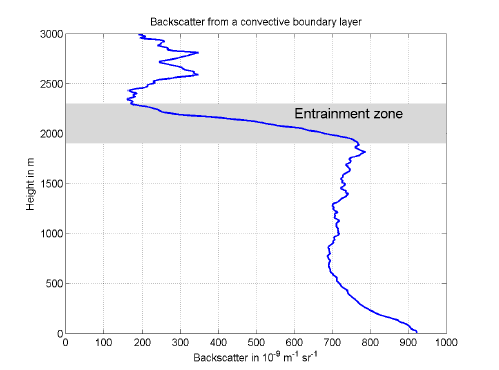 Backscatter from a convective boundary layer
3000
2500
2000
1500
1000
500
0
Height in m
Entrainment zone
0 100 200 300 400 500 600 700 800 900 1000
Backscatter in 10⁻⁹ m⁻¹ sr⁻¹